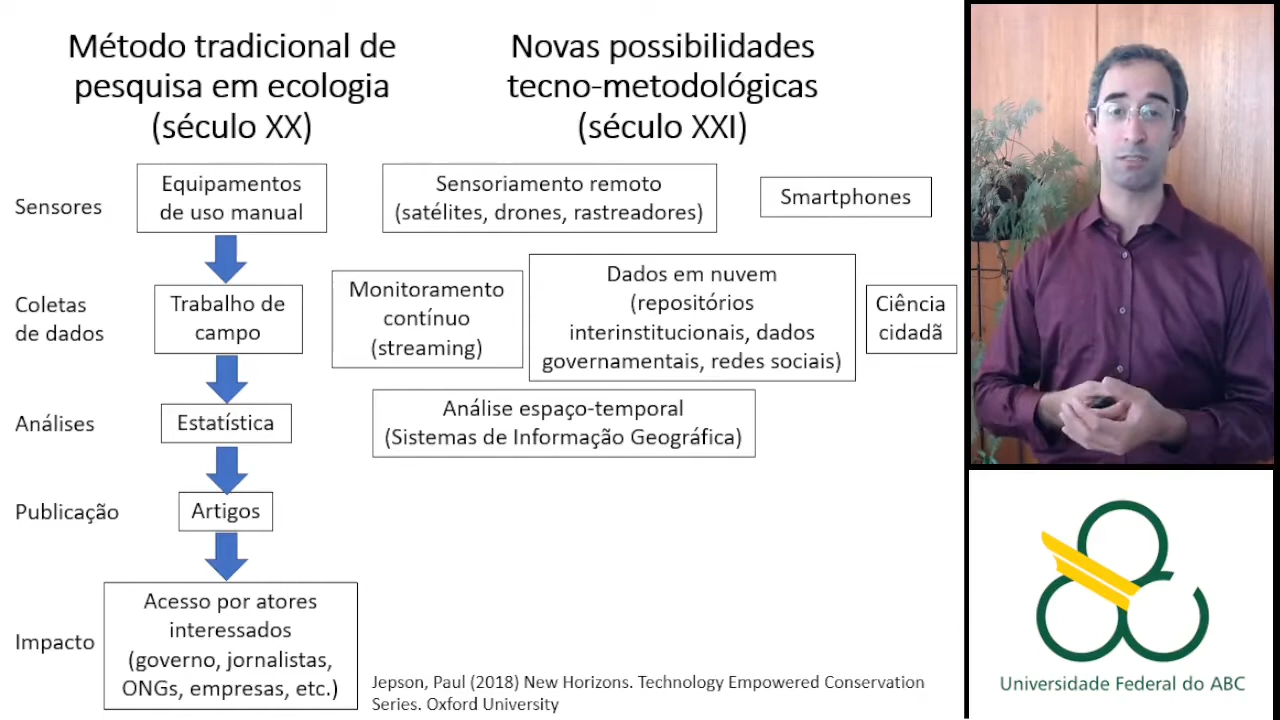 Método tradicional de
pesquisa em ecologia
(século XX)
Novas possibilidades
tecno-metodológicas
(século XXI)
Sensores
Equipamentos
de uso manual
Sensoriamento remoto
(satélites, drones, rastreadores)
Smartphones
Coletas
de dados
Trabalho de
campo
Monitoramento
contínuo
(streaming)
Dados em nuvem
(repositórios
interinstitucionais, dados
governamentais, redes sociais)
Ciência
cidadã
Análises
Estatística
Análise espaço-temporal
(Sistemas de Informação Geográfica)
Publicação
Artigos
Impacto
Acesso por atores
interessados
(governo, jornalistas,
ONGs, empresas, etc.)
Jepson, Paul (2018) New Horizons. Technology Empowered Conservation
Series. Oxford University
Universidade Federal do ABC